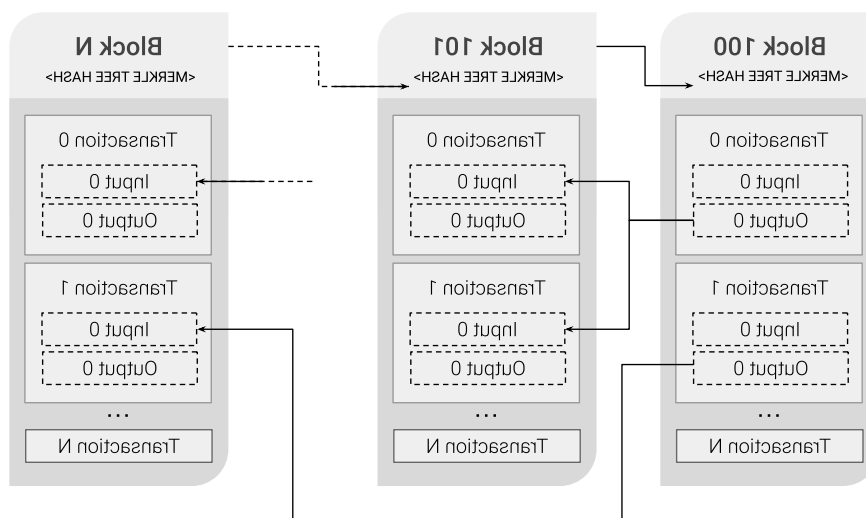 Block 100
<MERKLE TREE HASH>
Transaction 0
Input 0
Output 0
Transaction 1
Input 0
Output 0
...
Transaction N
Block 101
<MERKLE TREE HASH>
Transaction 0
Input 0
Output 0
Transaction 1
Input 0
Output 0
...
Transaction N
Block N
<MERKLE TREE HASH>
Transaction 0
Input 0
Output 0
Transaction 1
Input 0
Output 0
...
Transaction N